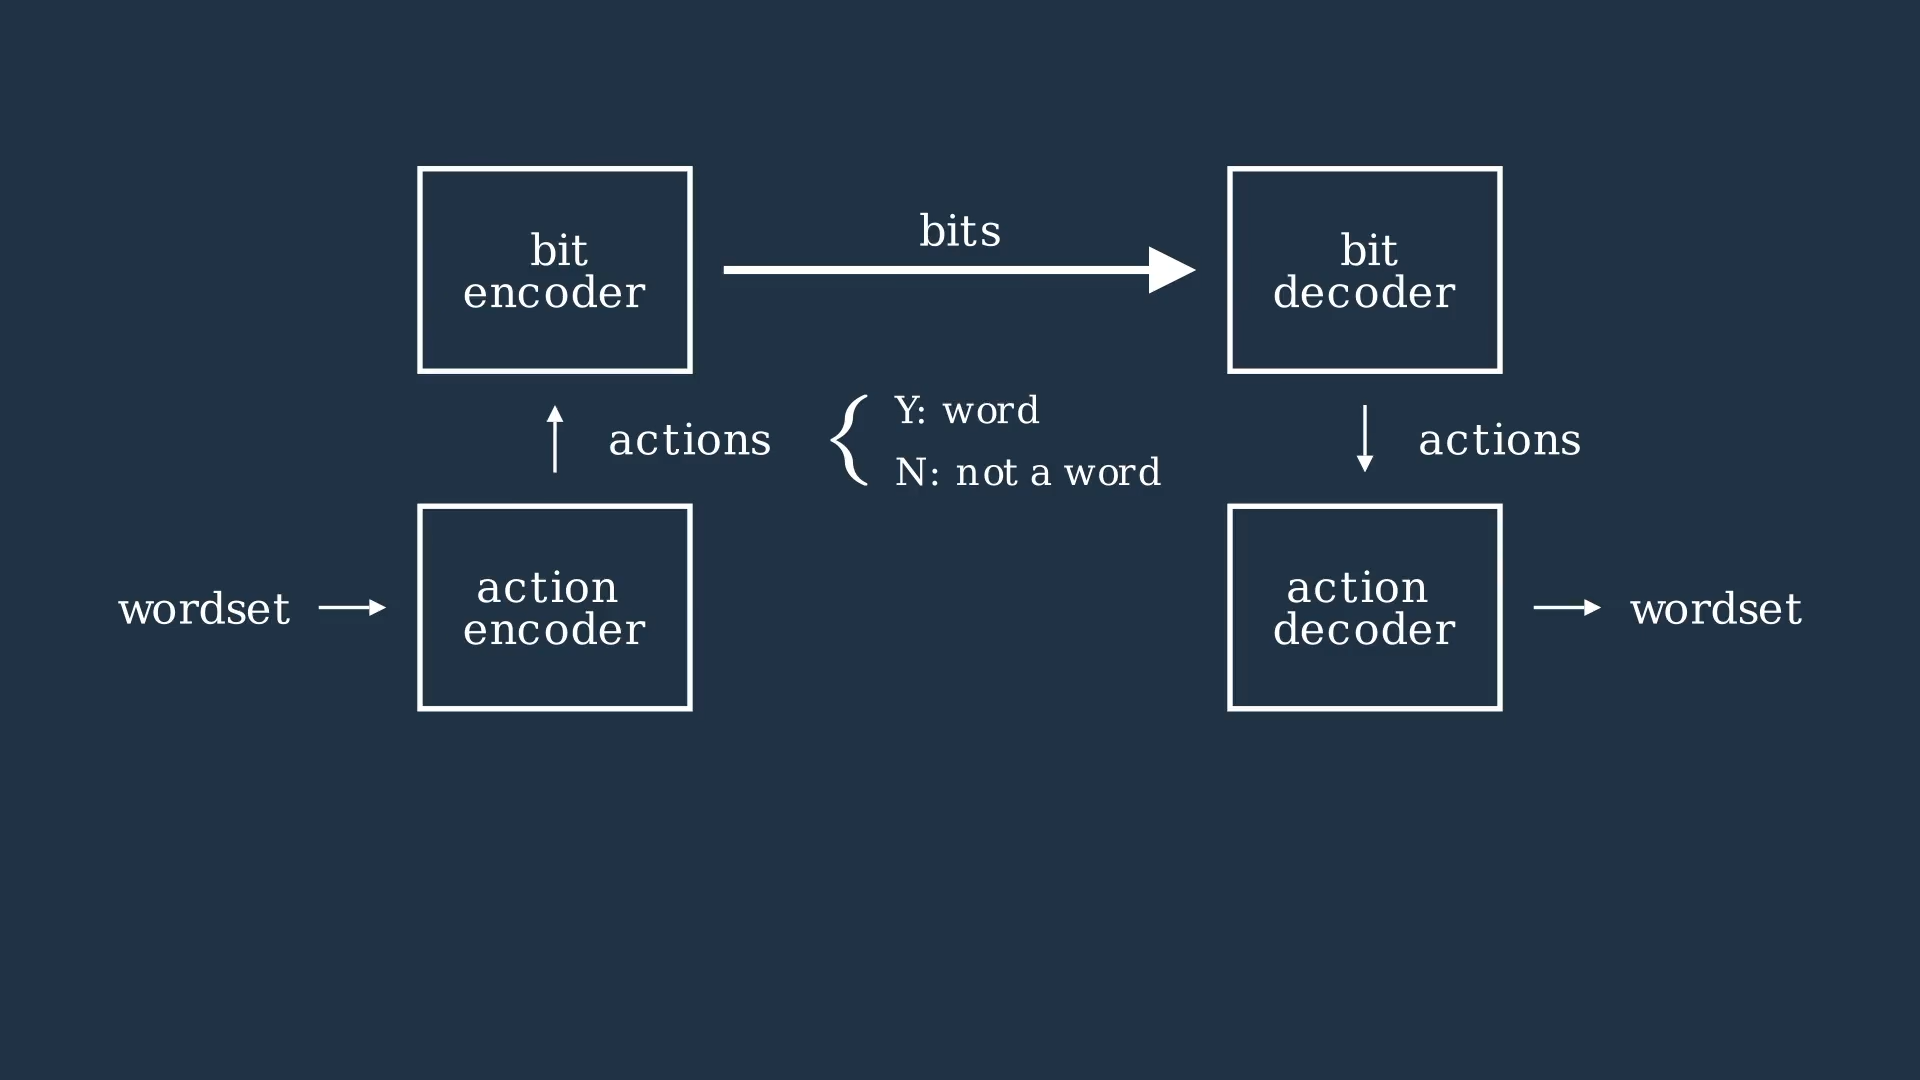 bit
encoder
bits
bit
decoder
actions
Y: word
N: not a word
actions
wordset
action
encoder
action
decoder
wordset